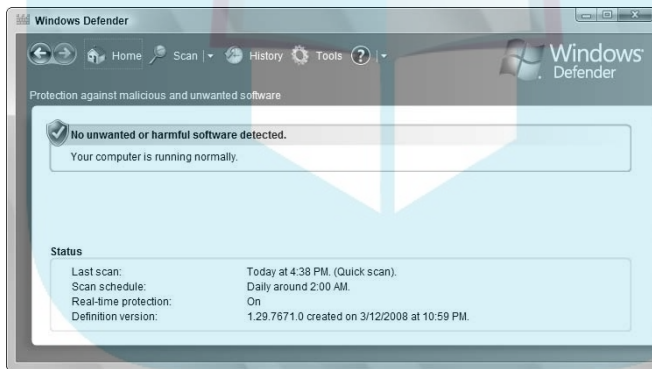 Windows Defender
Home Scan History Tools ?
Windows
Defender
Protection against malicious and unwanted software
No unwanted or harmful software detected.
Your computer is running normally.
Status
Last scan: Today at 4:38 PM. (Quick scan).
Scan schedule: Daily around 2:00 AM.
Real-time protection: On
Definition version: 1.29.7671.0 created on 3/12/2008 at 10:59 PM.